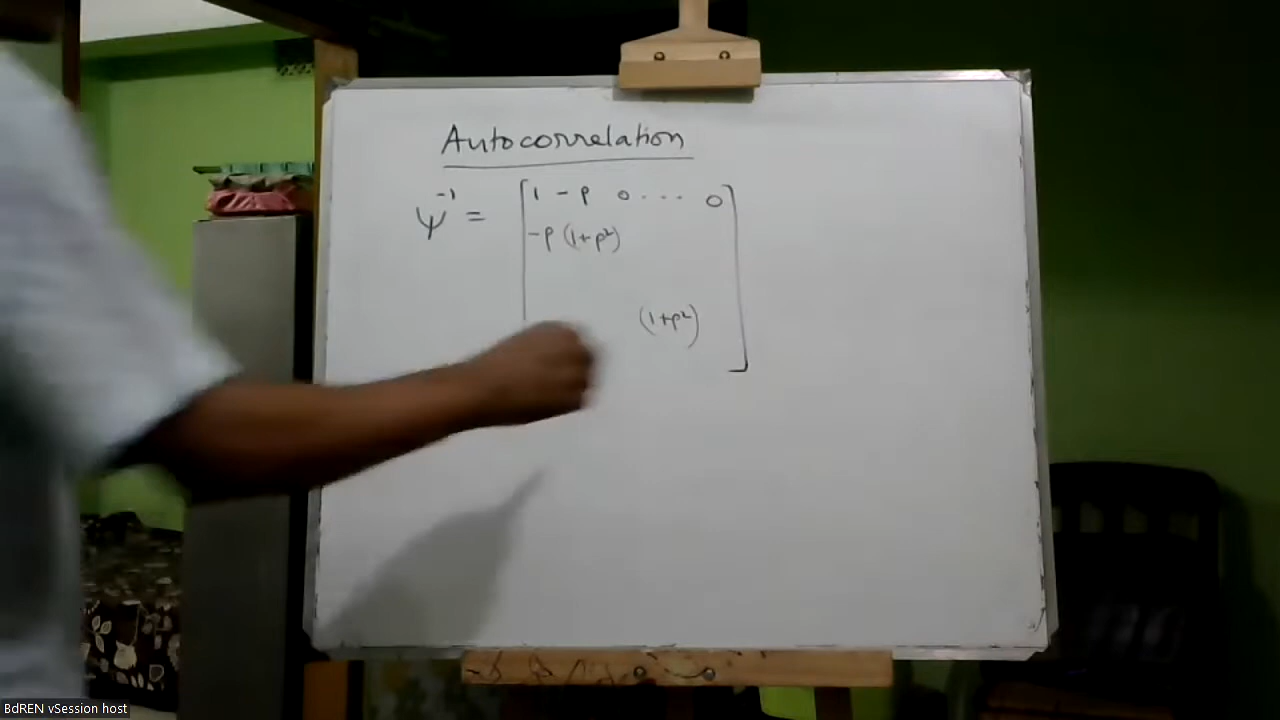 Autocorrelation
ψ⁻¹ = [1 -ρ 0 ... 0]
-ρ (1+ρ²)
(1+ρ²)
BdREN vSession host